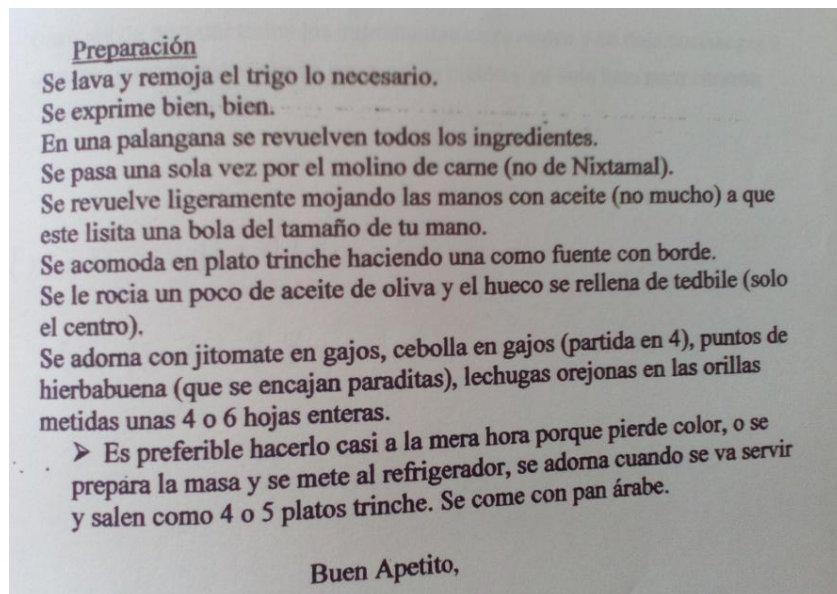 Preparación
Se lava y remoja el trigo lo necesario.
Se exprime bien, bien.
En una palangana se revuelven todos los ingredientes.
Se pasa una sola vez por el molino de carne (no de Nixtamal).
Se revuelve ligeramente mojando las manos con aceite (no mucho) a que
este lisita una bola del tamaño de tu mano.
Se acomoda en plato trinche haciendo una como fuente con borde.
Se le rocia un poco de aceite de oliva y el hueco se rellena de tedbile (solo
el centro).
Se adorna con jitomate en gajos, cebolla en gajos (partida en 4), puntos de
hierbabuena (que se encajan paraditas), lechugas orejonas en las orillas
metidas unas 4 o 6 hojas enteras.
➤ Es preferible hacerlo casi a la mera hora porque pierde color, o se
prepara la masa y se mete al refrigerador, se adorna cuando se va servir
y salen como 4 o 5 platos trinche. Se come con pan árabe.
Buen Apetito,